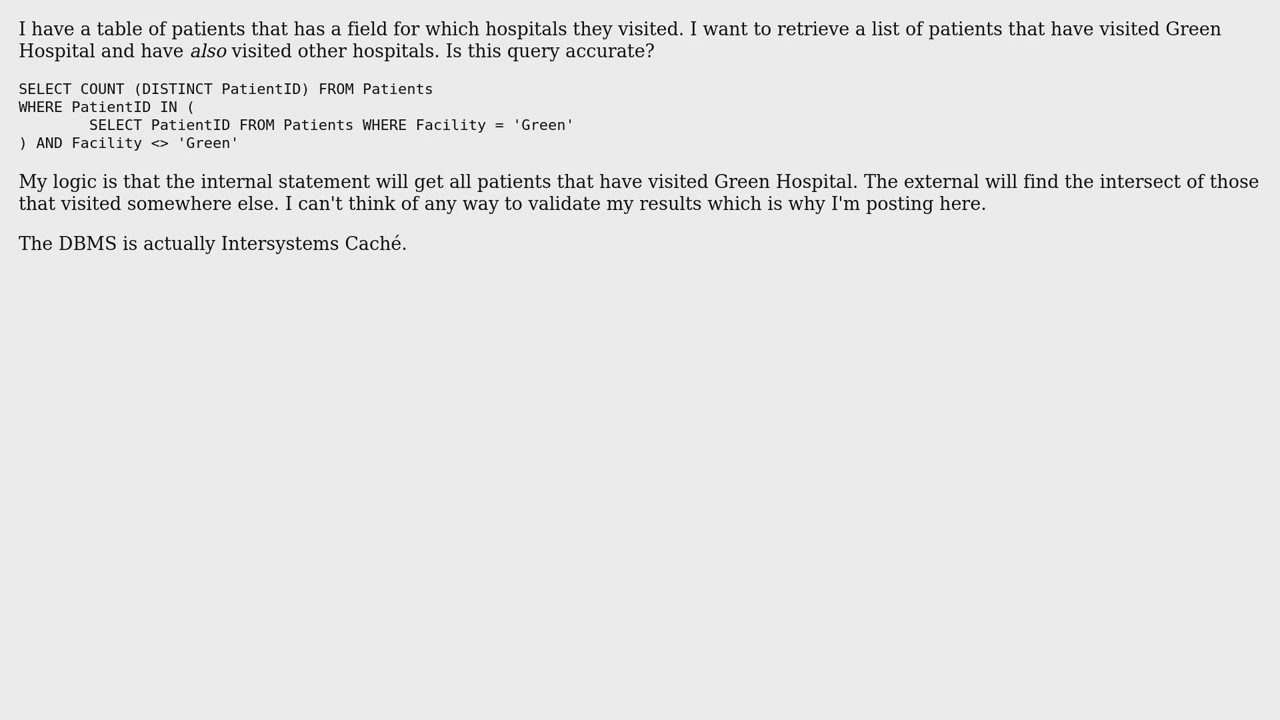 I have a table of patients that has a field for which hospitals they visited. I want to retrieve a list of patients that have visited Green
Hospital and have also visited other hospitals. Is this query accurate?
SELECT COUNT (DISTINCT PatientID) FROM Patients
WHERE PatientID IN (
        SELECT PatientID FROM Patients WHERE Facility = 'Green'
) AND Facility <> 'Green'
My logic is that the internal statement will get all patients that have visited Green Hospital. The external will find the intersect of those
that visited somewhere else. I can't think of any way to validate my results which is why I'm posting here.
The DBMS is actually Intersystems Caché.